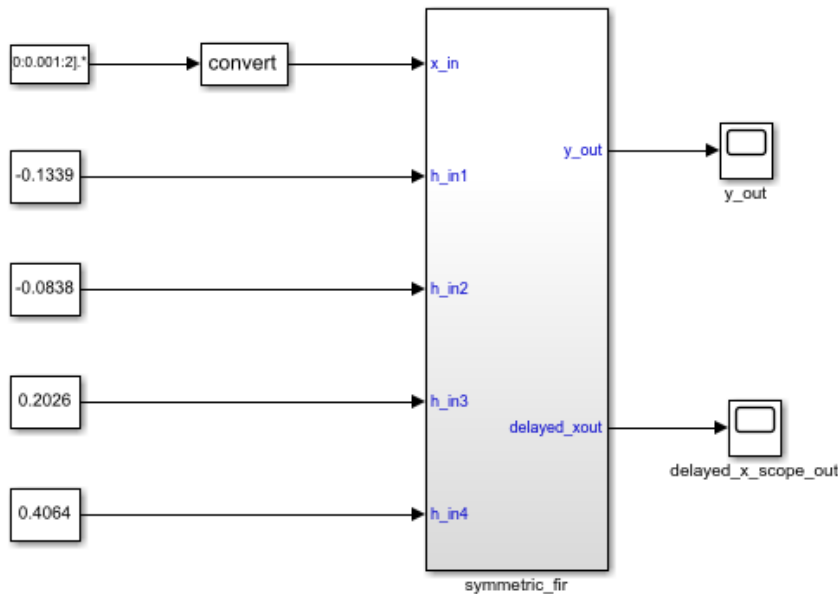 0:0.001:2].*
convert
x_in
y_out
y_out
-0.1339
h_in1
-0.0838
h_in2
0.2026
h_in3
delayed_xout
delayed_x_scope_out
0.4064
h_in4
symmetric_fir